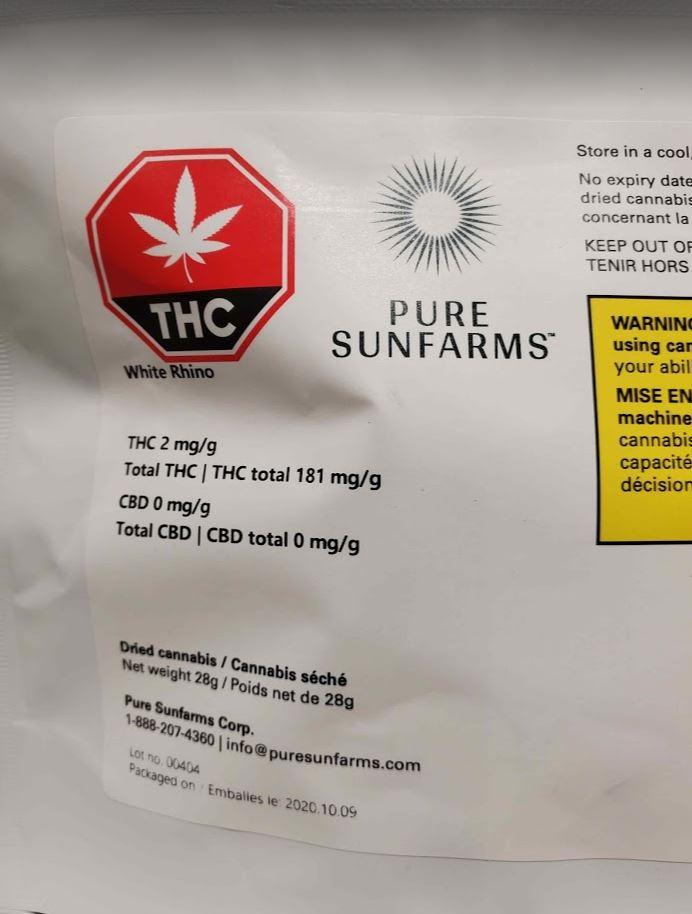 THC
White Rhino
PURE
SUNFARMS™
THC 2 mg/g
Total THC | THC total 181 mg/g
CBD 0 mg/g
Total CBD | CBD total 0 mg/g
Dried cannabis / Cannabis séché
Net weight 28g / Poids net de 28g
Pure Sunfarms Corp.
1-888-207-4360 | info@puresunfarms.com
Lot no. 00404
Packaged on / Emballés le: 2020.10.09
Store in a cool,
No expiry date
dried cannabis
concernant la
KEEP OUT OF
TENIR HORS
WARNING
using can
your abil
MISE EN
machine
cannabis
capacité
décision